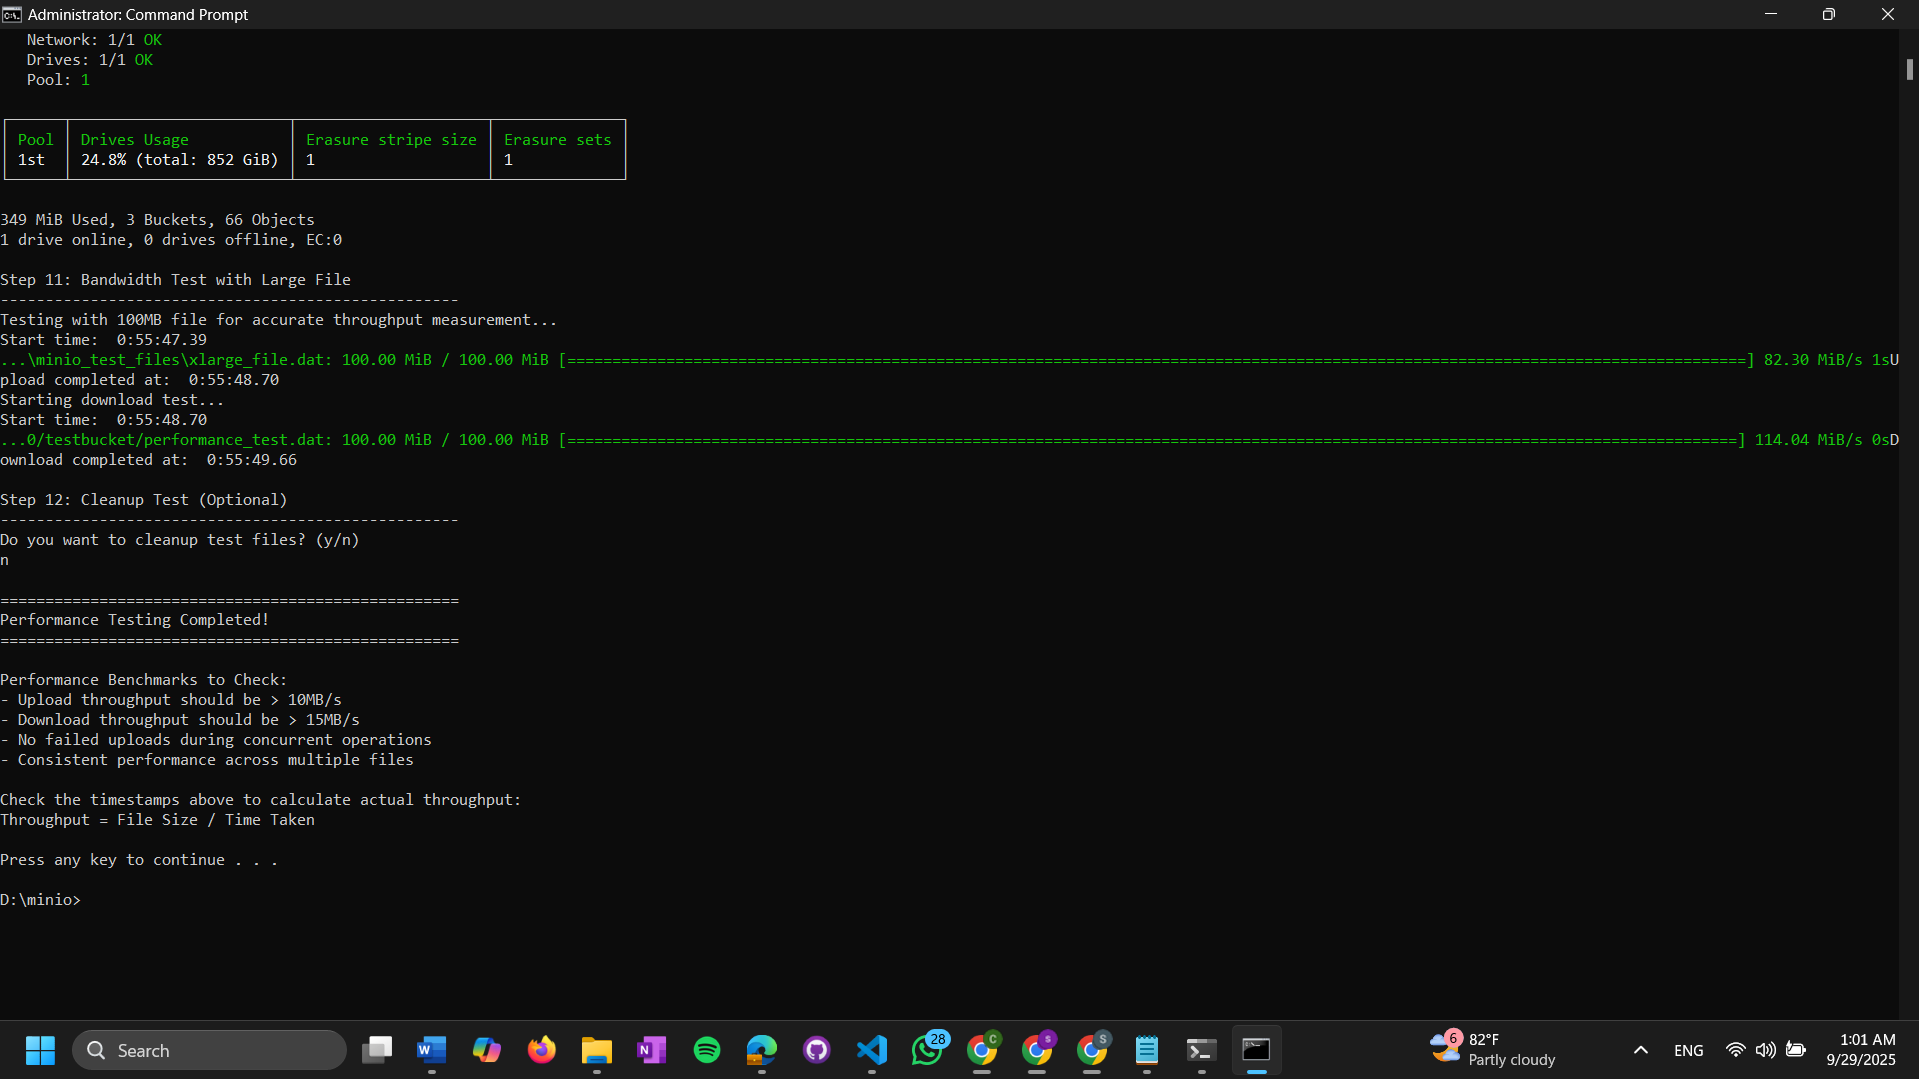 Administrator: Command Prompt
Network: 1/1 OK
Drives: 1/1 OK
Pool: 1
Pool Drives Usage Erasure stripe size Erasure sets
1st 24.8% (total: 852 GiB) 1 1
349 MiB Used, 3 Buckets, 66 Objects
1 drive online, 0 drives offline, EC:0
Step 11: Bandwidth Test with Large File
---------------------------------------------------
Testing with 100MB file for accurate throughput measurement...
Start time:  0:55:47.39
...\minio_test_files\xlarge_file.dat: 100.00 MiB / 100.00 MiB [===================================================================================================================================] 82.30 MiB/s 1sU
pload completed at:  0:55:48.70
Starting download test...
Start time:  0:55:48.70
...0/testbucket/performance_test.dat: 100.00 MiB / 100.00 MiB [==================================================================================================================================] 114.04 MiB/s 0sD
ownload completed at:  0:55:49.66
Step 12: Cleanup Test (Optional)
---------------------------------------------------
Do you want to cleanup test files? (y/n)
n
===================================================
Performance Testing Completed!
===================================================
Performance Benchmarks to Check:
- Upload throughput should be > 10MB/s
- Download throughput should be > 15MB/s
- No failed uploads during concurrent operations
- Consistent performance across multiple files
Check the timestamps above to calculate actual throughput:
Throughput = File Size / Time Taken
Press any key to continue . . .
D:\minio>
Search
28
C
s
S
6
82°F
Partly cloudy
ENG
1:01 AM
9/29/2025